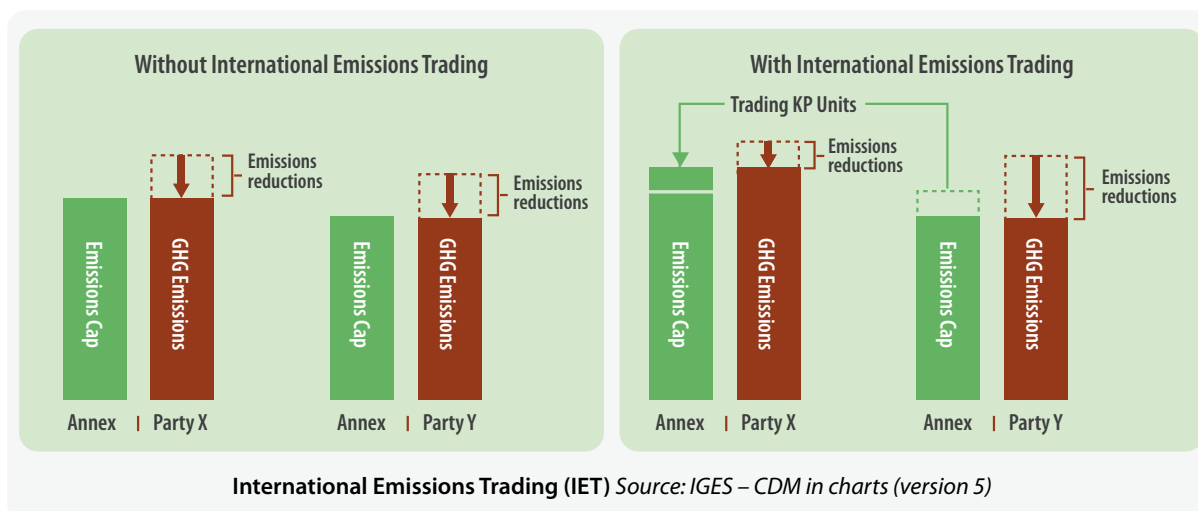 Without International Emissions Trading
Emissions
reductions
Emissions
reductions
Emissions Cap
GHG Emissions
Emissions Cap
GHG Emissions
Annex I Party X
Annex I Party Y
With International Emissions Trading
Trading KP Units
Emissions
reductions
Emissions
reductions
Emissions Cap
GHG Emissions
Emissions Cap
GHG Emissions
Annex I Party X
Annex I Party Y
International Emissions Trading (IET) Source: IGES – CDM in charts (version 5)